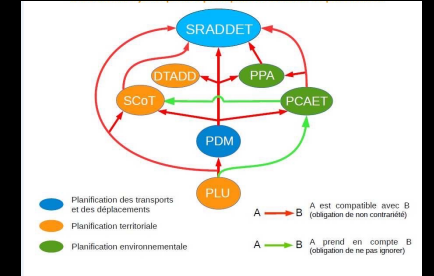 SRADDET
DTADD
PPA
SCoT
PCAET
PDM
PLU
Planification des transports
et des déplacements
Planification territoriale
Planification environnementale
A B A est compatible avec B
(obligation de non contrariété)
A B A prend en compte B
(obligation de ne pas ignorer)